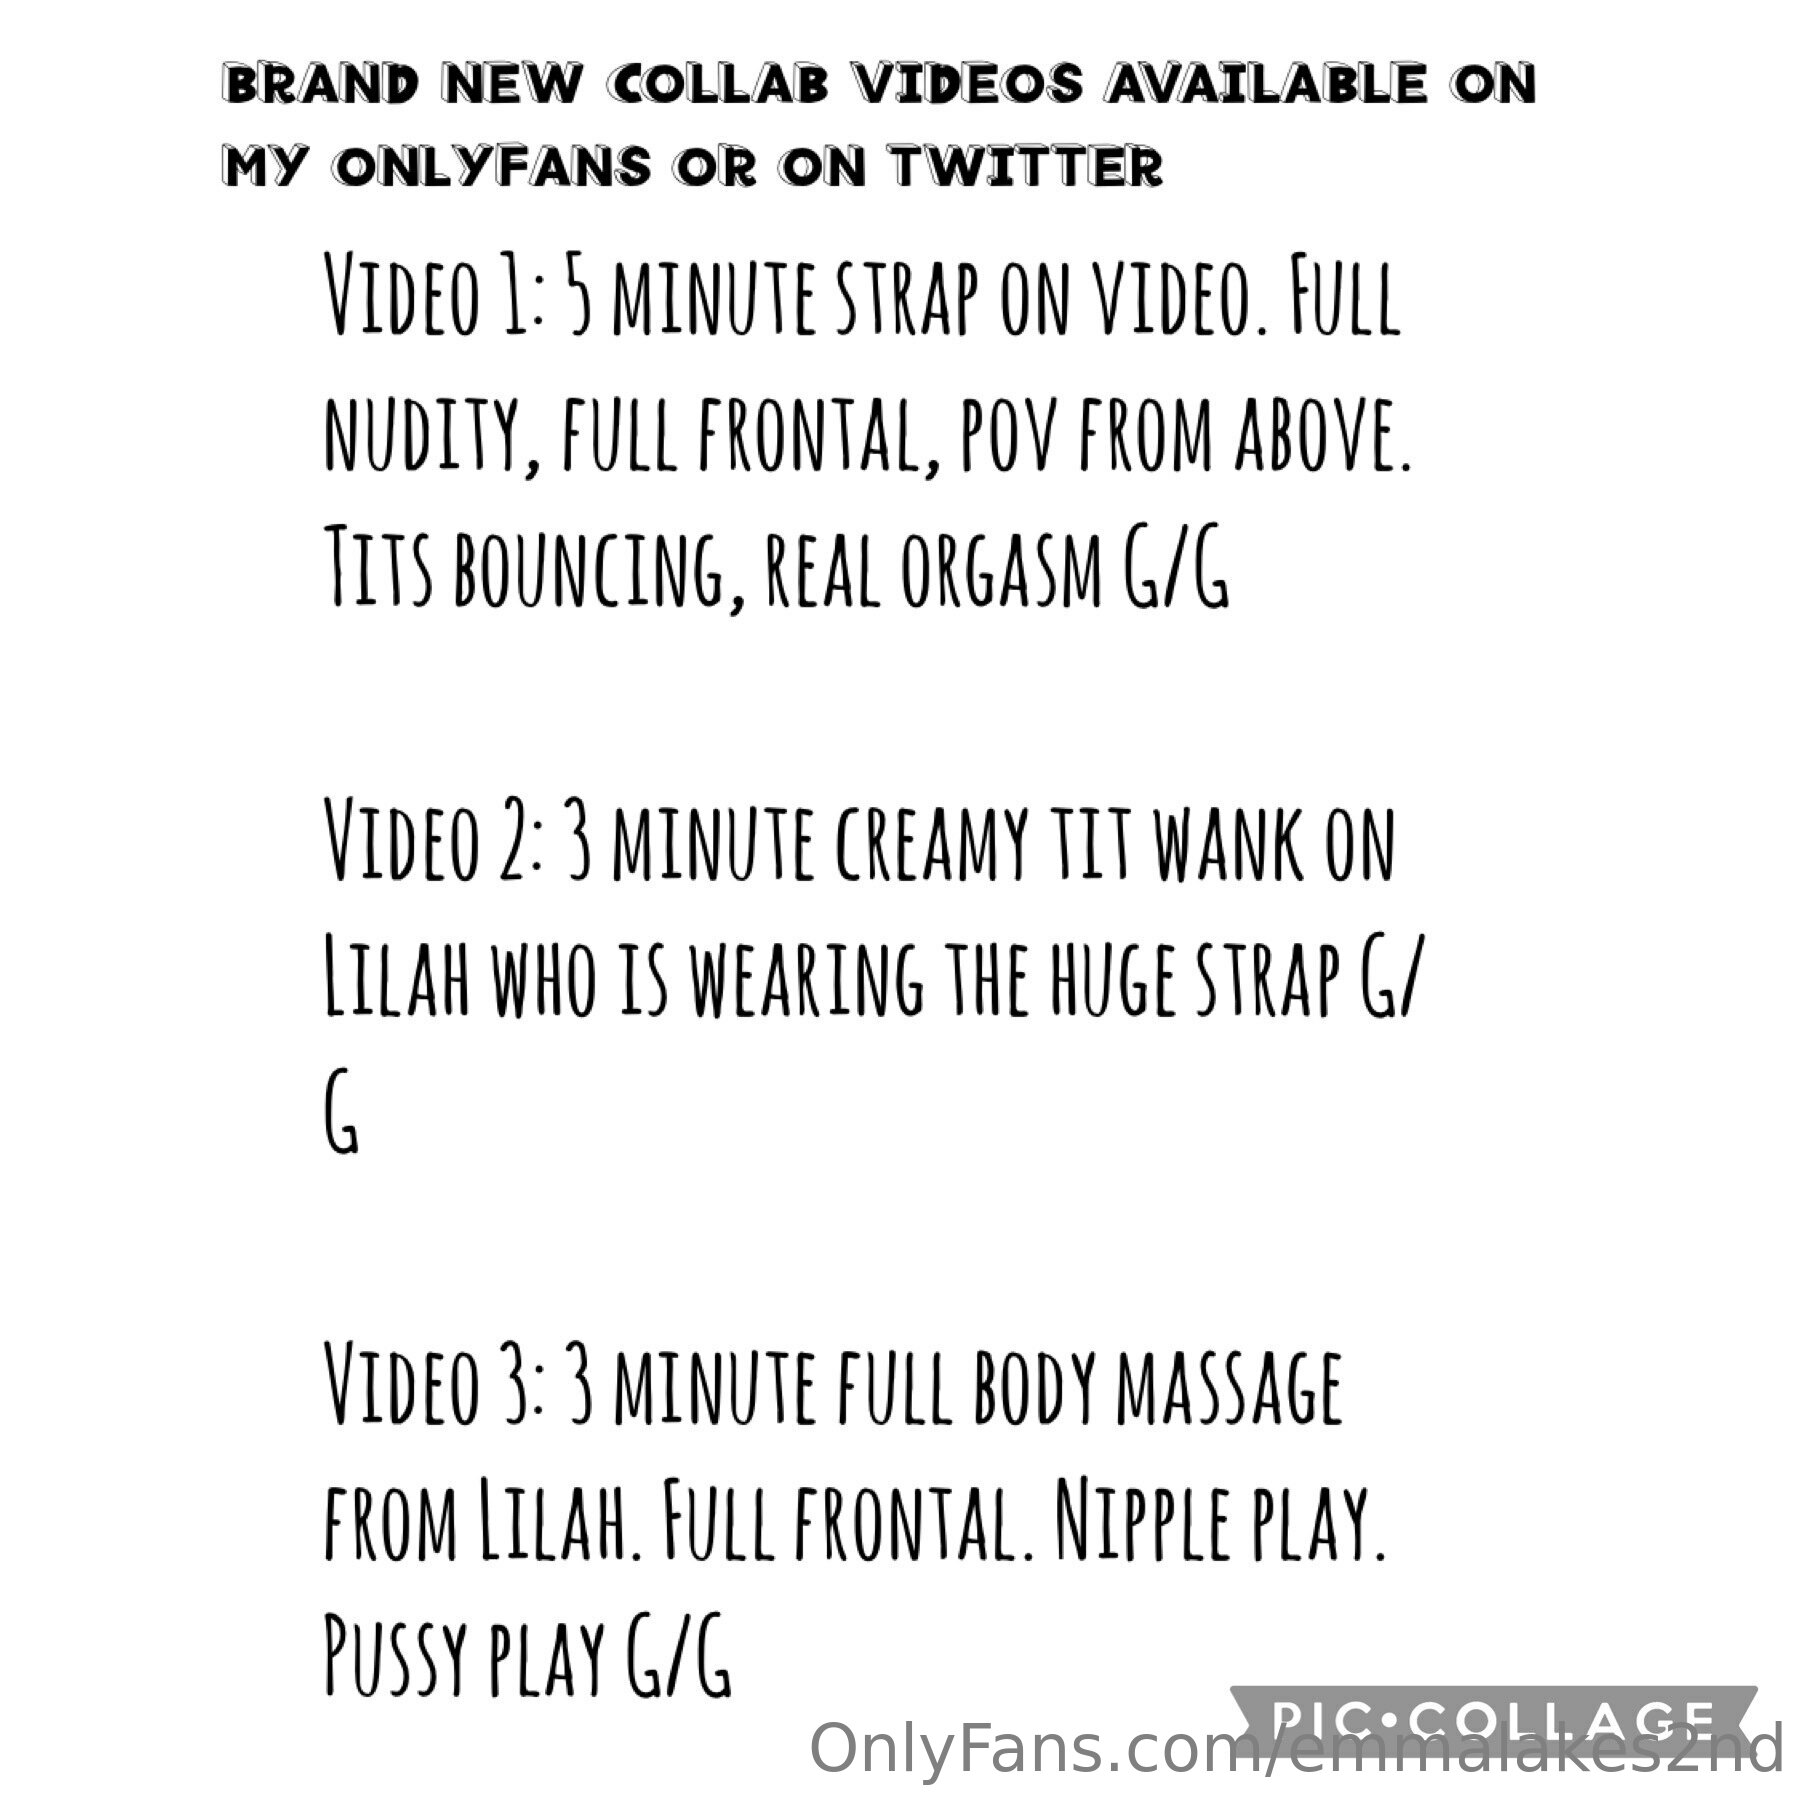 BRAND NEW COLLAB VIDEOS AVAILABLE ON
MY ONLYFANS OR ON TWITTER
Video 1: 5 minute strap on video. Full
nudity, full frontal, pov from above.
Tits bouncing, real orgasm G/G
Video 2: 3 minute creamy tit wank on
Lilah who is wearing the huge strap G/
G
Video 3: 3 minute full body massage
from Lilah. Full frontal. Nipple play.
Pussy play G/G
PIC•COLLAGE
OnlyFans.com/emmalakes2nd